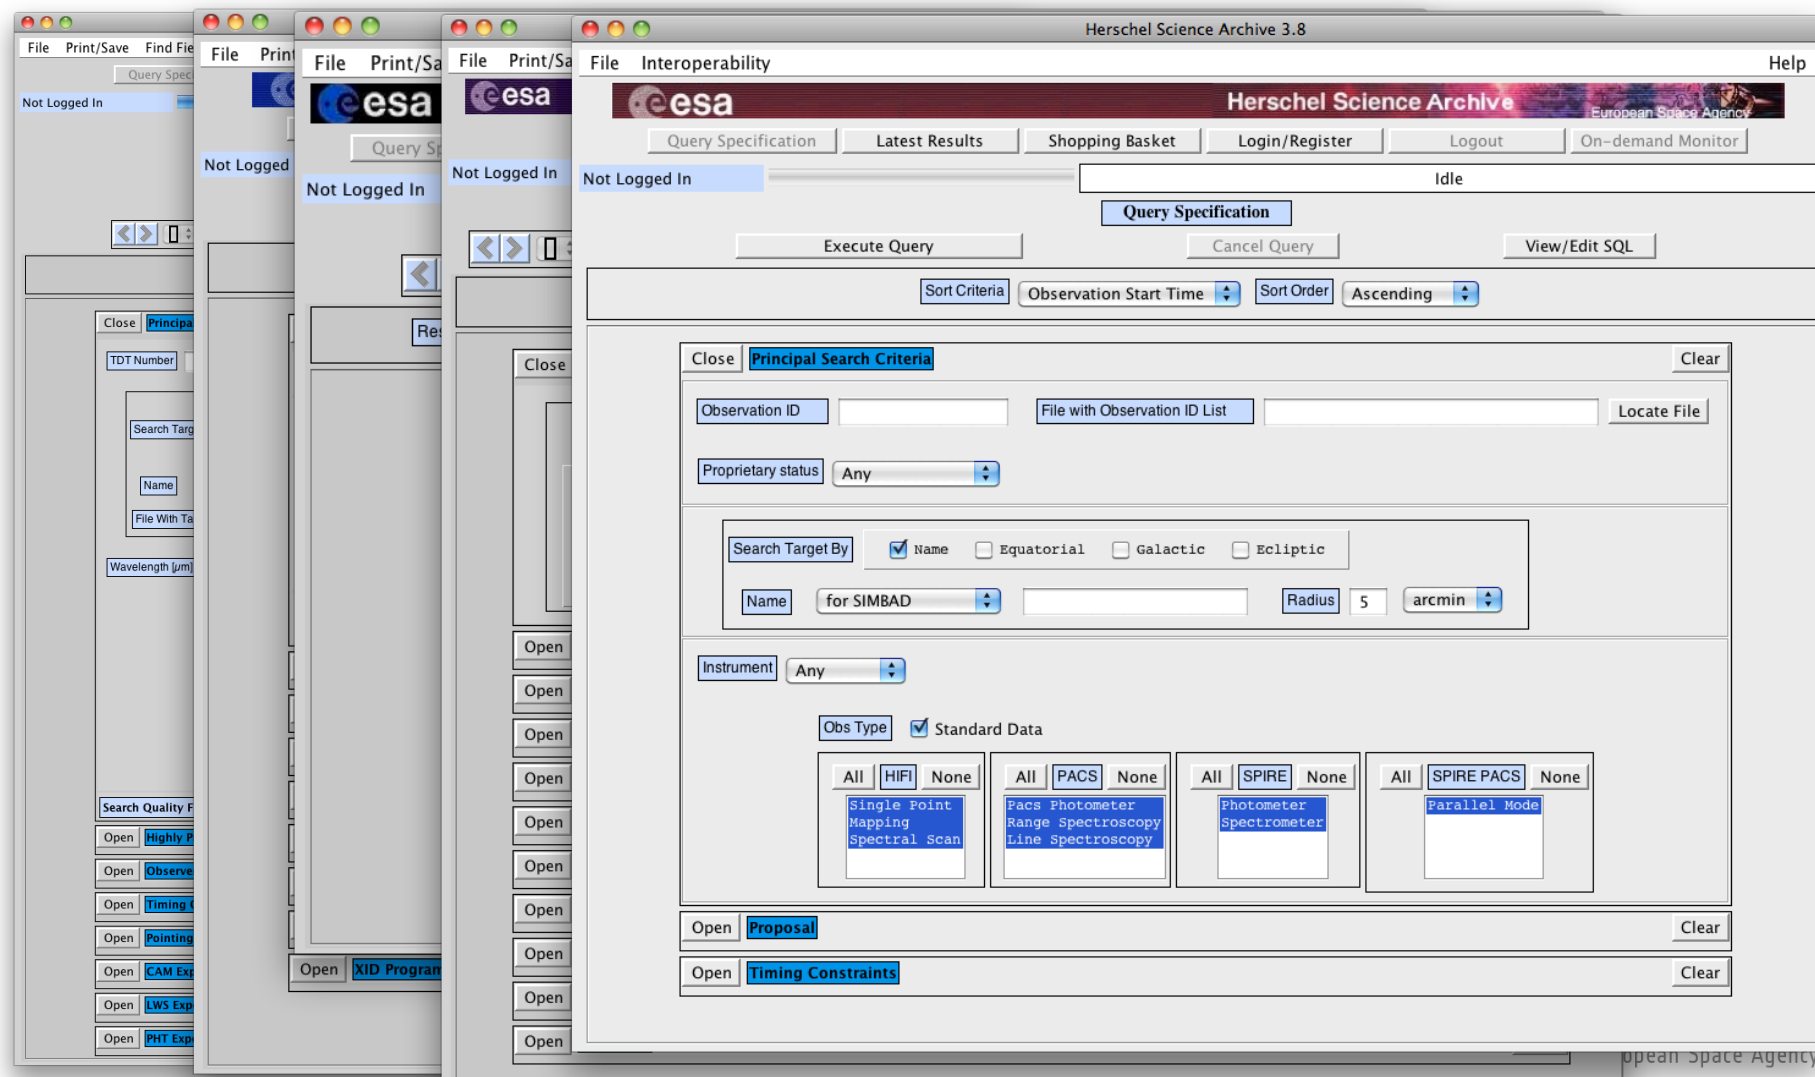 File Print/Save Find Fie
Query Speci
Not Logged In
Close Principa
TDT Number
Search Targ
Name
File With Ta
Wavelength [µm]
Search Quality F
Open Highly P
Open Observe
Open Timing C
Open Pointing
Open CAM Exp
Open LWS Exp
Open PHT Exp
File Print
Not Logged
File Print/Sa
esa
Query Sp
Not Logged In
Res
Open XID Program
File Print/Sa
esa
Not Logged In
Close
Open
Open
Open
Open
Open
Open
Open
Open
Open
Open
Herschel Science Archive 3.8
File Interoperability Help
esa Herschel Science Archive
European Space Agency
Query Specification Latest Results Shopping Basket Login/Register Logout On-demand Monitor
Not Logged In Idle
Query Specification
Execute Query Cancel Query View/Edit SQL
Sort Criteria Observation Start Time Sort Order Ascending
Close Principal Search Criteria Clear
Observation ID File with Observation ID List Locate File
Proprietary status Any
Search Target By Name Equatorial Galactic Ecliptic
Name for SIMBAD Radius 5 arcmin
Instrument Any
Obs Type Standard Data
All HIFI None All PACS None All SPIRE None All SPIRE PACS None
Single Point Pacs Photometer Photometer Parallel Mode
Mapping Range Spectroscopy Spectrometer
Spectral Scan Line Spectroscopy
Open Proposal Clear
Open Timing Constraints Clear
opean Space Agency